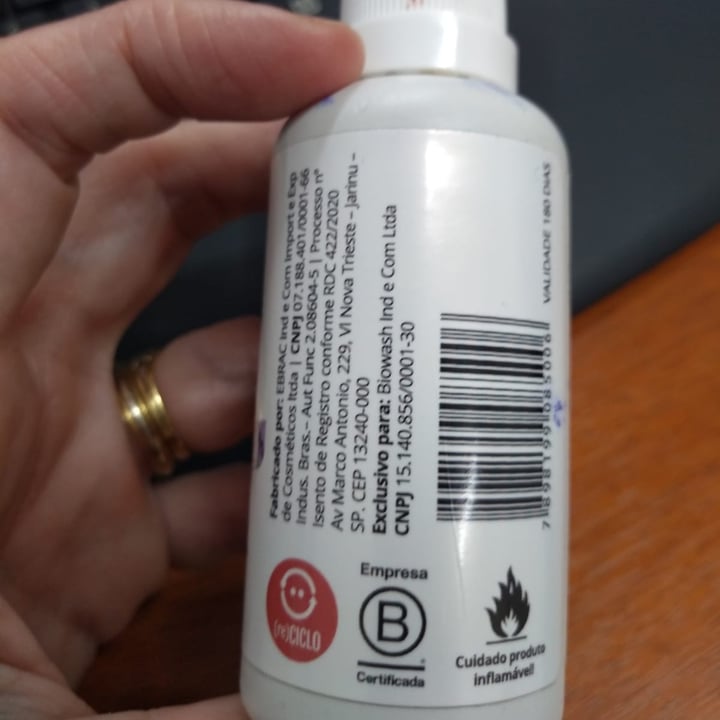 Fabricado por: EBRAC Ind e Com Import e Exp
de Cosméticos ltda | CNPJ 07.188.401/0001-66
Indus. Bras.– Aut Func 2.08604-5 | Processo nº
Isento de Registro conforme RDC 422/2020
Av Marco Antonio, 229, Vl Nova Trieste – Jarinu –
SP. CEP 13240-000
Exclusivo para: Biowash Ind e Com Ltda
CNPJ 15.140.856/0001-30
VALIDADE 180 DIAS
7898199085006
(re)CICLO
Empresa
B
Certificada
Cuidado produto
inflamável!